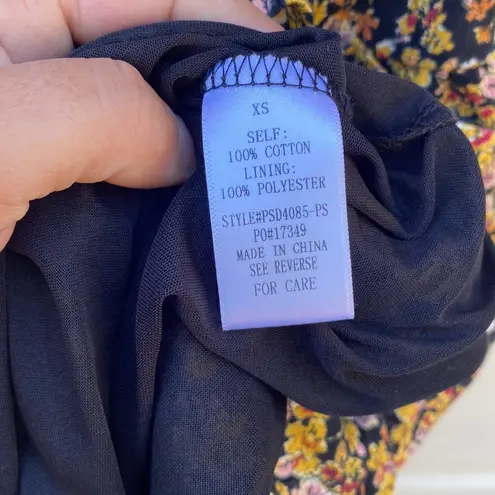 XS
SELF:
100% COTTON
LINING:
100% POLYESTER
STYLE#PSD4085-PS
PO#17349
MADE IN CHINA
SEE REVERSE
FOR CARE